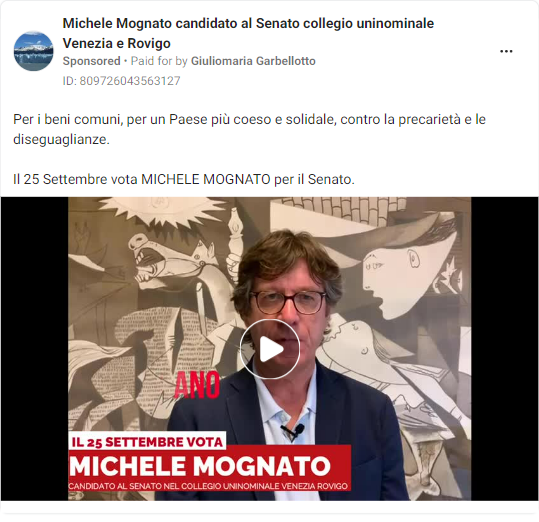 Michele Mognato candidato al Senato collegio uninominale
Venezia e Rovigo
Sponsored • Paid for by Giuliomaria Garbellotto
ID: 809726043563127
Per i beni comuni, per un Paese più coeso e solidale, contro la precarietà e le
diseguaglianze.
Il 25 Settembre vota MICHELE MOGNATO per il Senato.
ANO
IL 25 SETTEMBRE VOTA
MICHELE MOGNATO
CANDIDATO AL SENATO NEL COLLEGIO UNINOMINALE VENEZIA ROVIGO